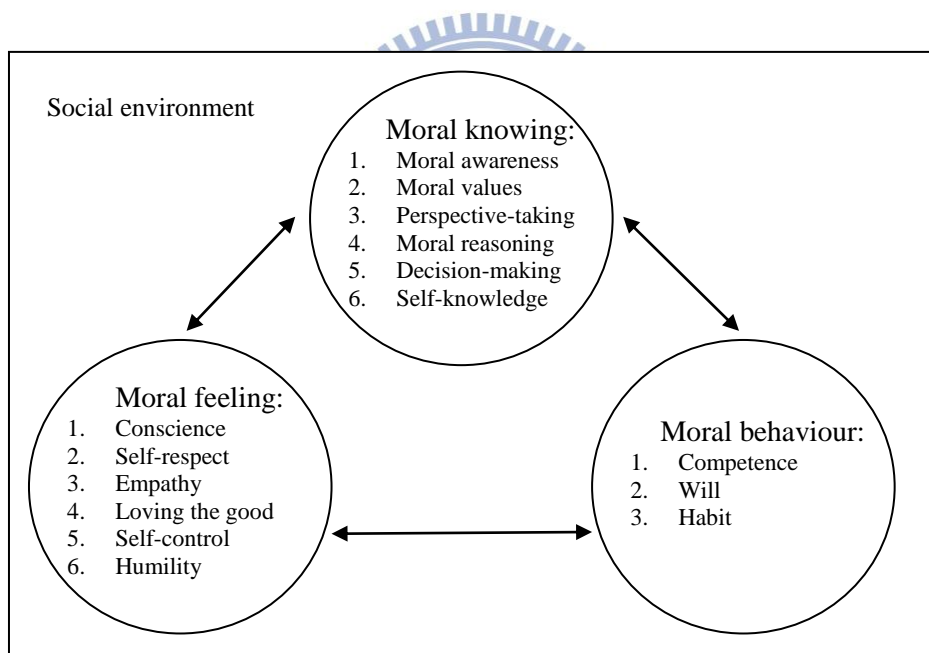 Social environment
Moral knowing:
1. Moral awareness
2. Moral values
3. Perspective-taking
4. Moral reasoning
5. Decision-making
6. Self-knowledge
Moral feeling:
1. Conscience
2. Self-respect
3. Empathy
4. Loving the good
5. Self-control
6. Humility
Moral behaviour:
1. Competence
2. Will
3. Habit